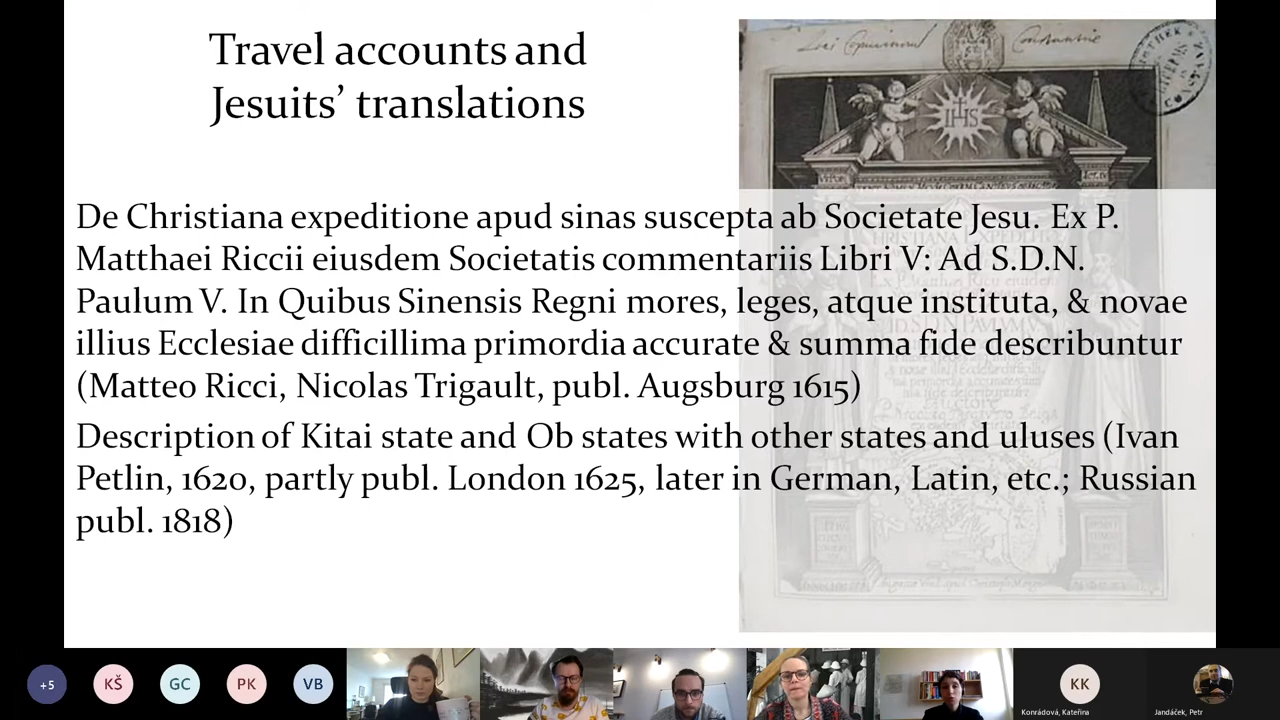 Travel accounts and
Jesuits’ translations
IHS
De Christiana expeditione apud sinas suscepta ab Societate Jesu. Ex P.
Matthaei Riccii eiusdem Societatis commentariis Libri V: Ad S.D.N.
Paulum V. In Quibus Sinensis Regni mores, leges, atque instituta, & novae
illius Ecclesiae difficillima primordia accurate & summa fide describuntur
(Matteo Ricci, Nicolas Trigault, publ. Augsburg 1615)
Description of Kitai state and Ob states with other states and uluses (Ivan
Petlin, 1620, partly publ. London 1625, later in German, Latin, etc.; Russian
publ. 1818)
+5
KŠ
GC
PK
VB
KK
Konrádová, Kateřina
Jandáček, Petr